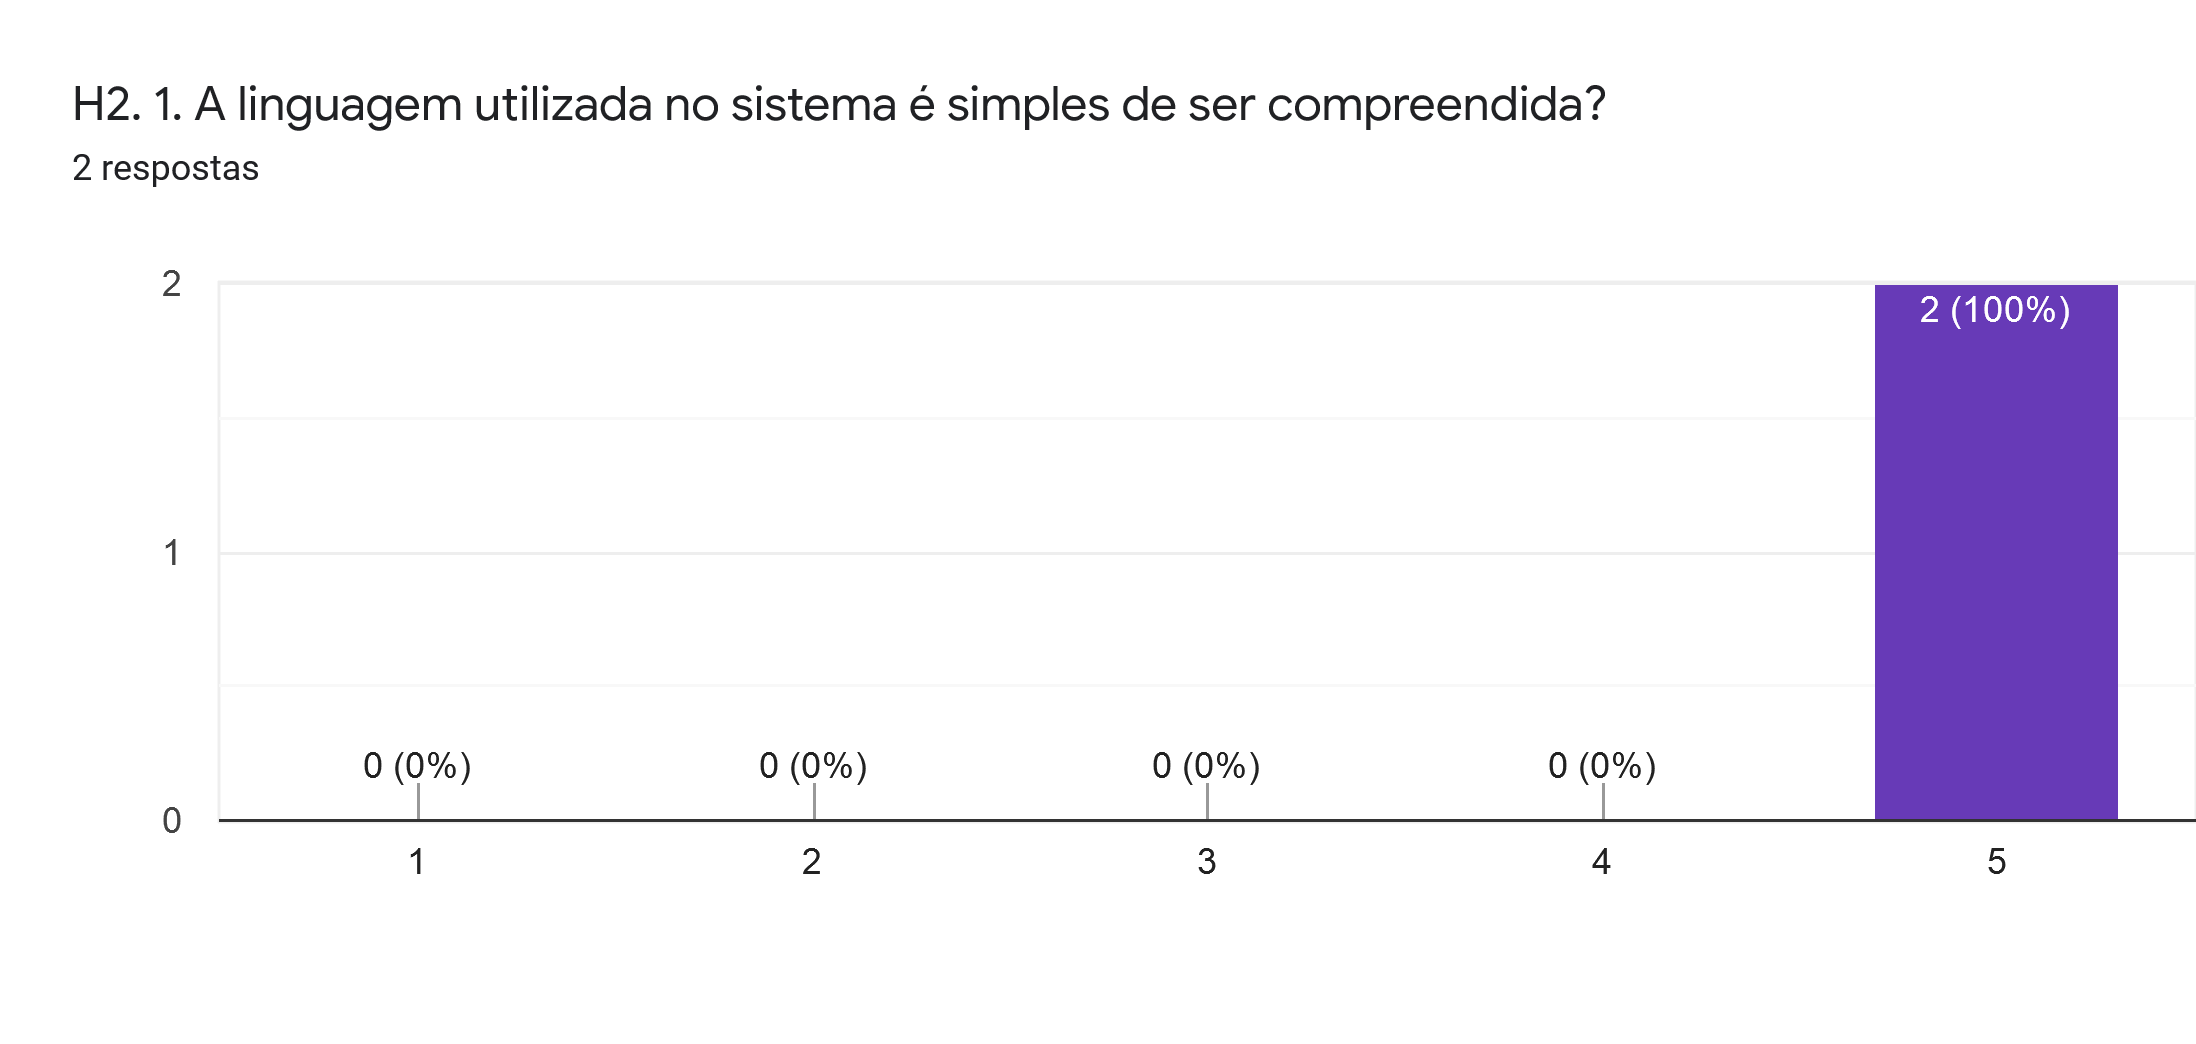 H2. 1. A linguagem utilizada no sistema é simples de ser compreendida?
2 respostas
2
2 (100%)
1
0 (0%) 0 (0%) 0 (0%) 0 (0%)
0
1 2 3 4 5